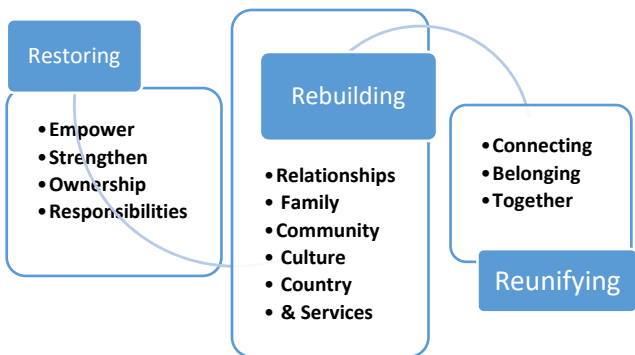 Restoring
•Empower
•Strengthen
•Ownership
•Responsibilities
Rebuilding
•Relationships
• Family
•Community
• Culture
• Country
• & Services
•Connecting
•Belonging
•Together
Reunifying